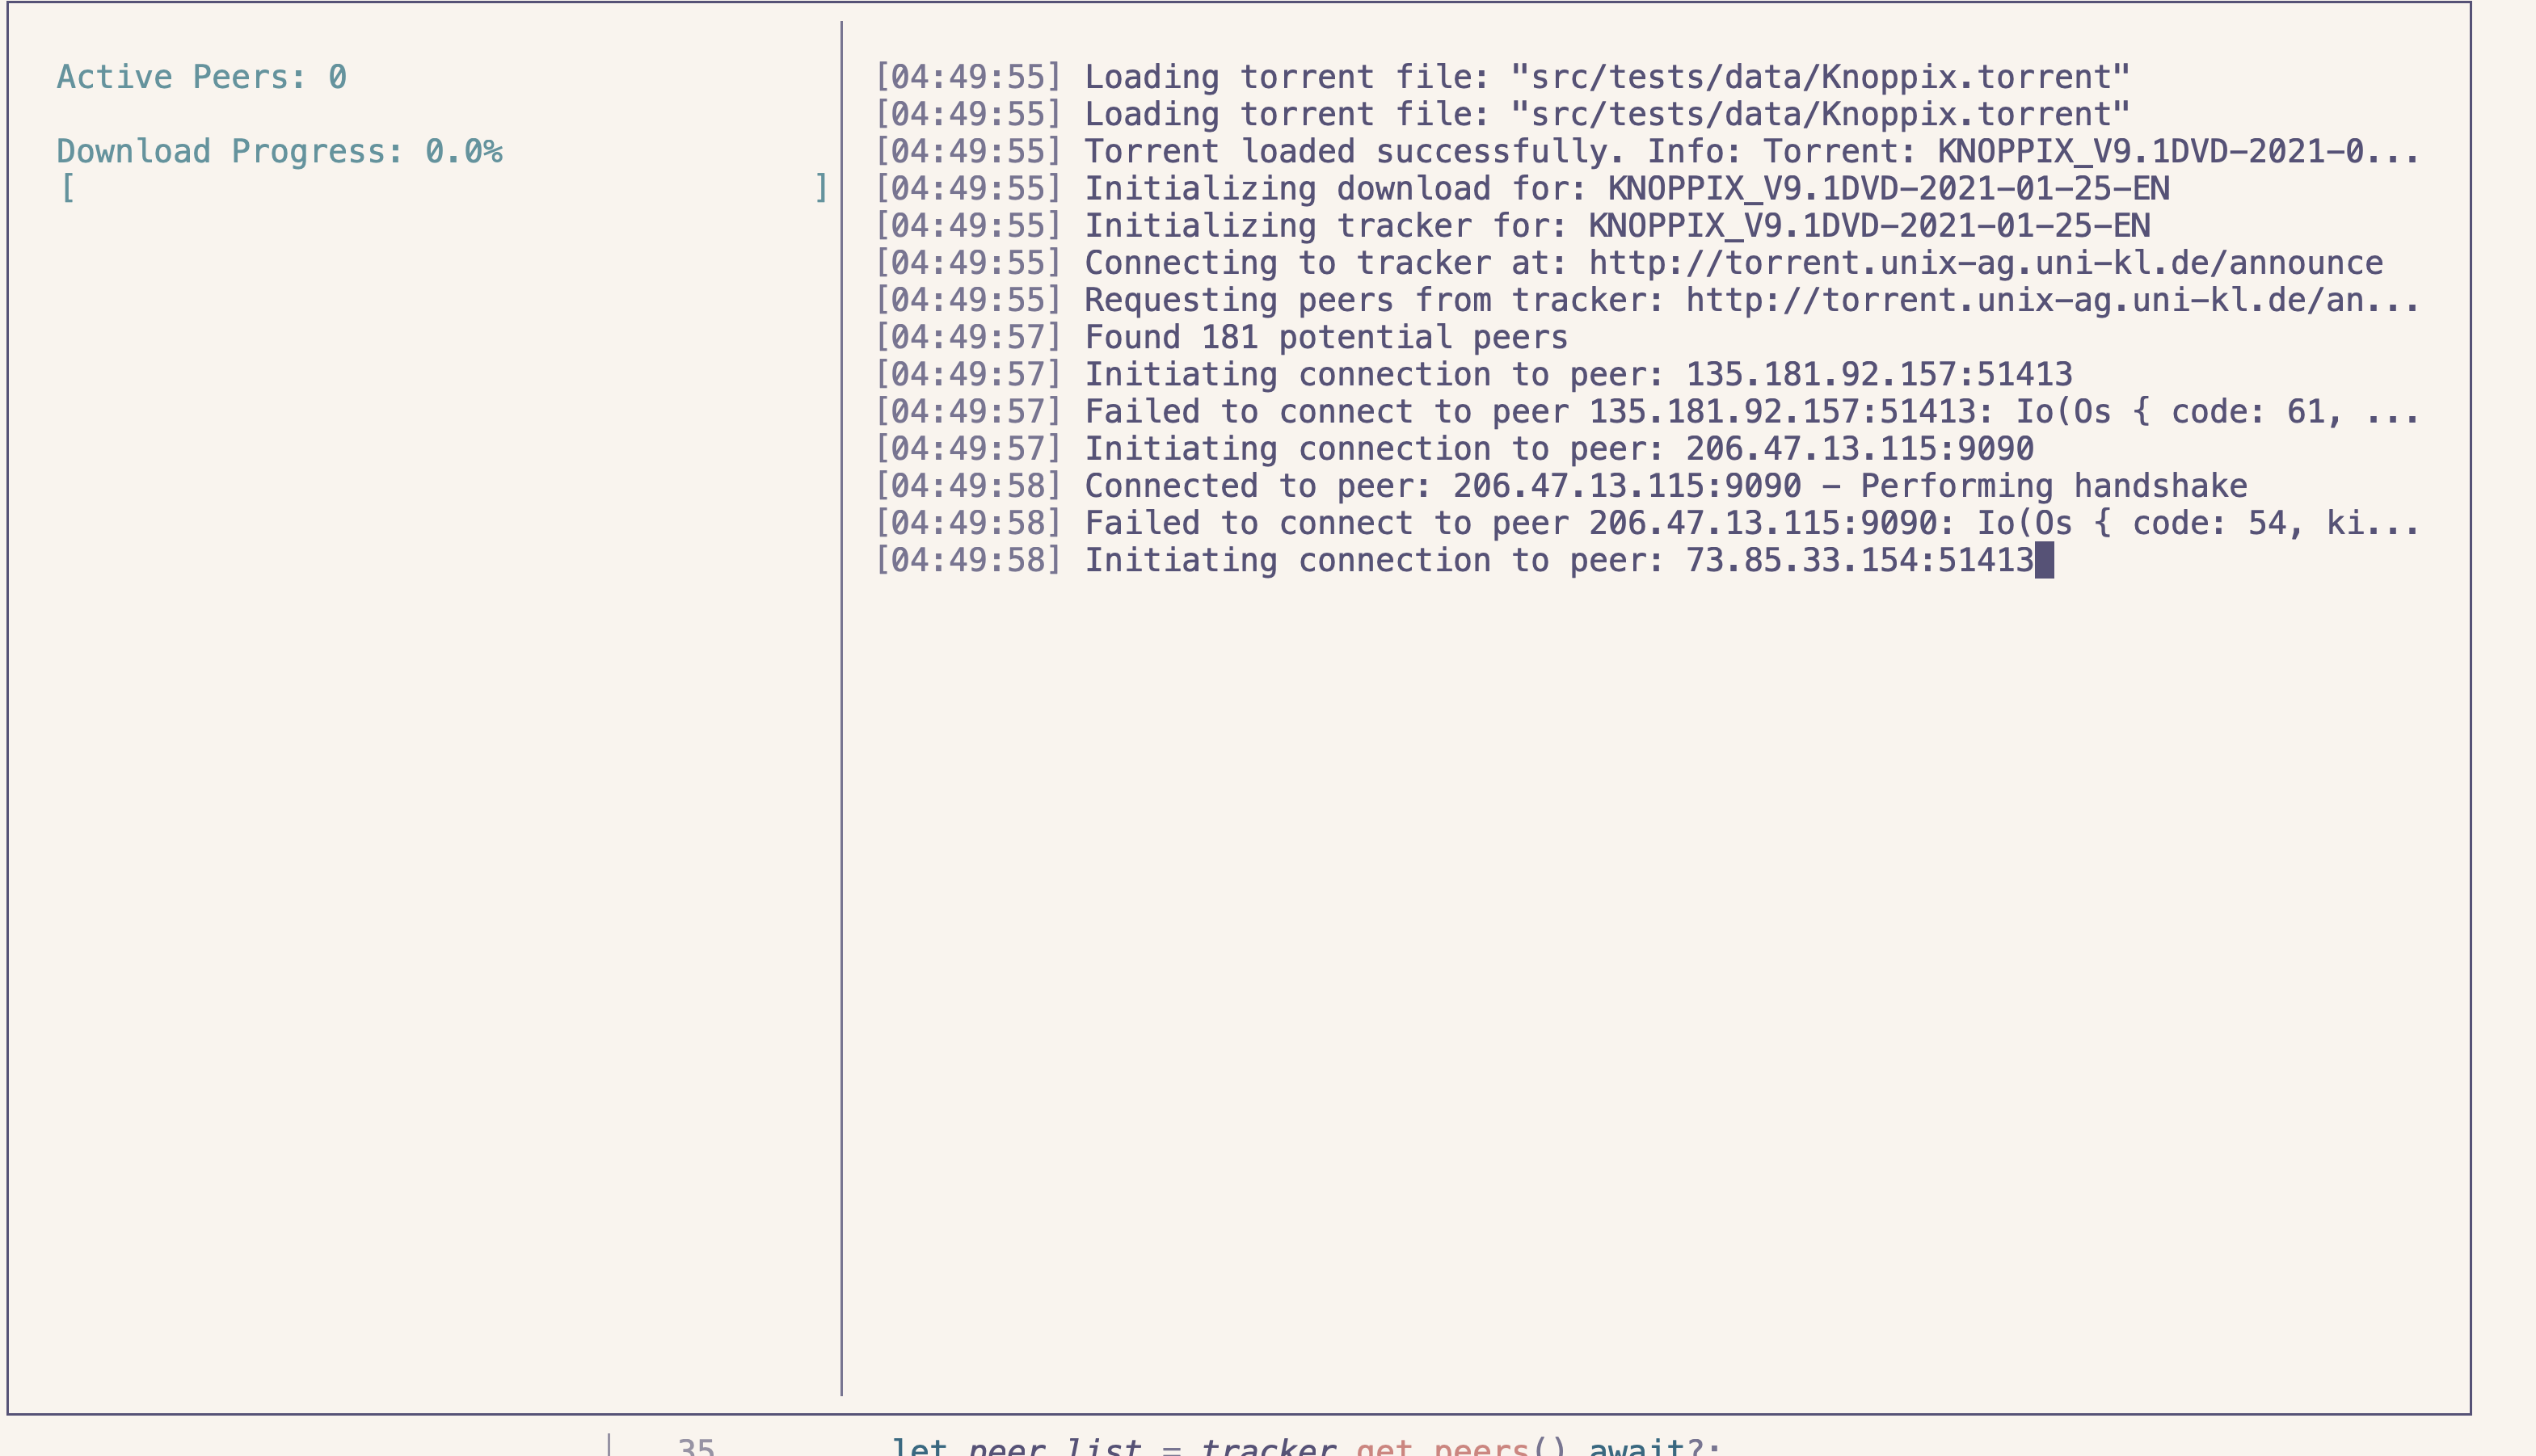 Active Peers: 0
Download Progress: 0.0%
[ ]
[04:49:55] Loading torrent file: "src/tests/data/Knoppix.torrent"
[04:49:55] Loading torrent file: "src/tests/data/Knoppix.torrent"
[04:49:55] Torrent loaded successfully. Info: Torrent: KNOPPIX_V9.1DVD-2021-0...
[04:49:55] Initializing download for: KNOPPIX_V9.1DVD-2021-01-25-EN
[04:49:55] Initializing tracker for: KNOPPIX_V9.1DVD-2021-01-25-EN
[04:49:55] Connecting to tracker at: http://torrent.unix-ag.uni-kl.de/announce
[04:49:55] Requesting peers from tracker: http://torrent.unix-ag.uni-kl.de/an...
[04:49:57] Found 181 potential peers
[04:49:57] Initiating connection to peer: 135.181.92.157:51413
[04:49:57] Failed to connect to peer 135.181.92.157:51413: Io(Os { code: 61, ...
[04:49:57] Initiating connection to peer: 206.47.13.115:9090
[04:49:58] Connected to peer: 206.47.13.115:9090 - Performing handshake
[04:49:58] Failed to connect to peer 206.47.13.115:9090: Io(Os { code: 54, ki...
[04:49:58] Initiating connection to peer: 73.85.33.154:51413
35 let peer_list = tracker.get_peers().await?;